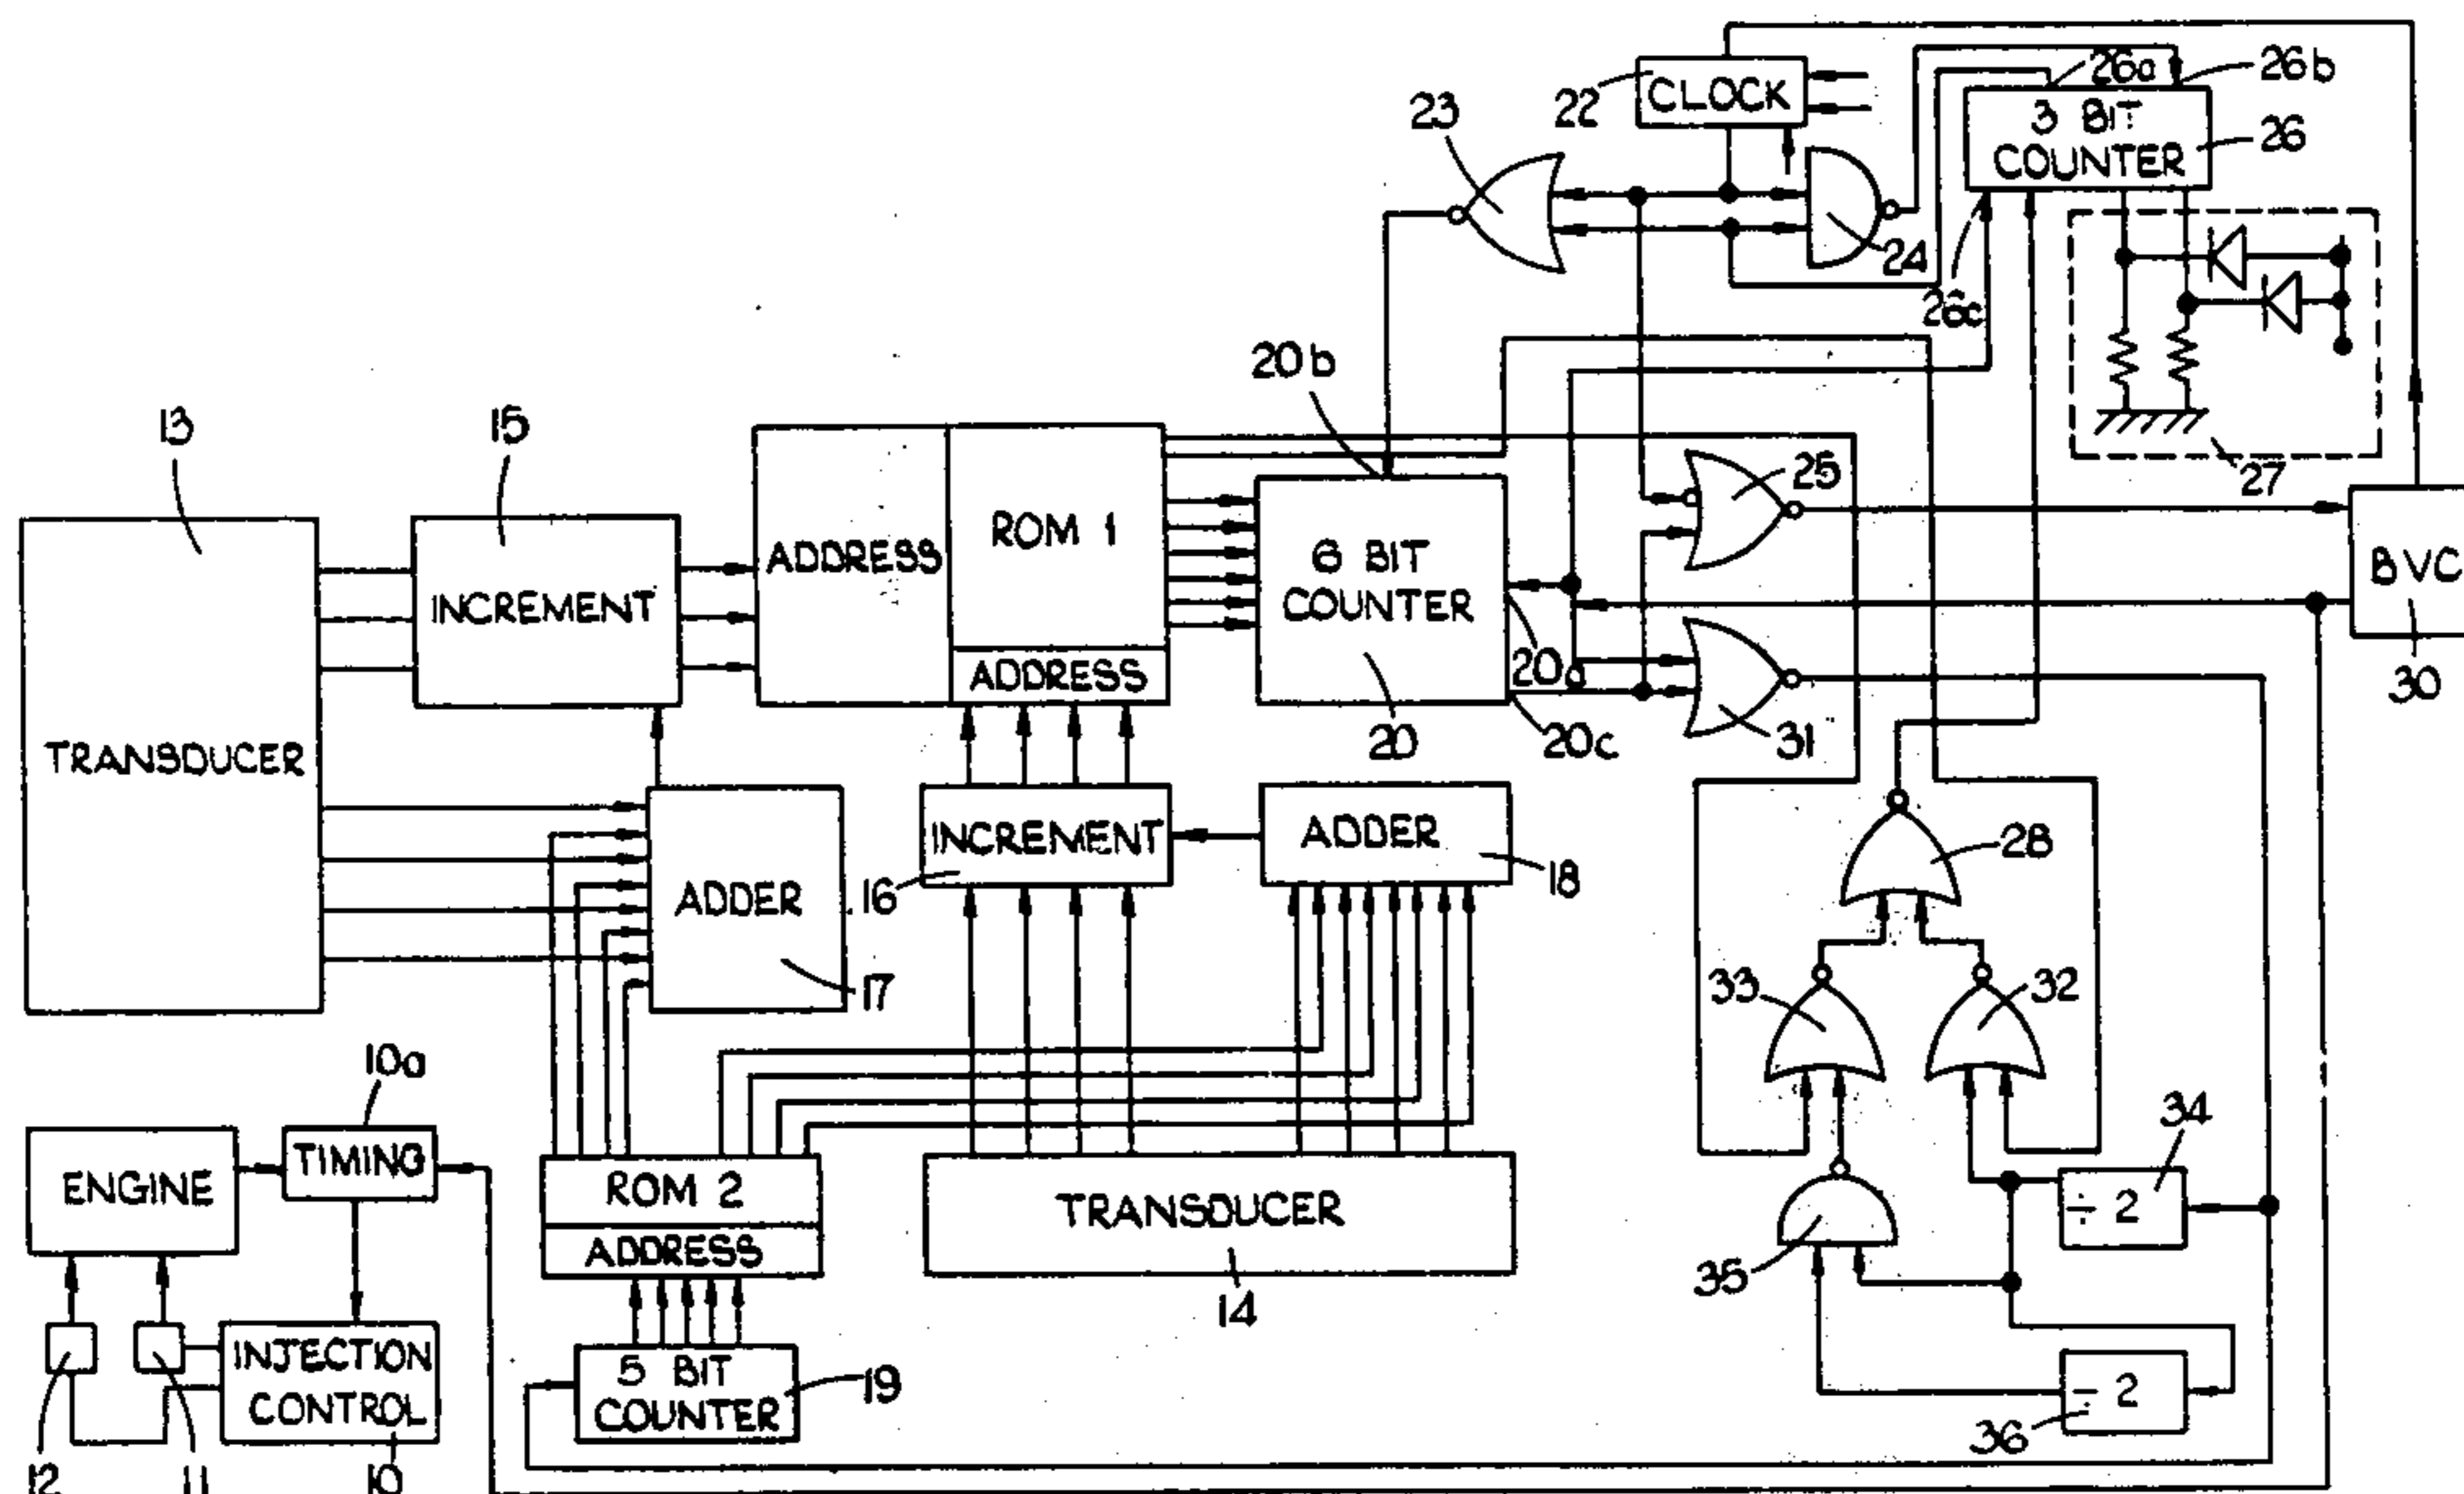 22
CLOCK
26a
26b
23
3 BIT
COUNTER
26
24
26c
20b
27
13
15
25
ADDRESS
ROM 1
ADDRESS
6 BIT
COUNTER
BVC
INCREMENT
20
20
20c
31
30
TRANSDUCER
INCREMENT
16
ADDER
18
28
ADDER
17
33
32
10a
34
ENGINE
TIMING
ROM 2
ADDRESS
TRANSDUCER
14
÷ 2
35
12
11
INJECTION
CONTROL
10
5 BIT
COUNTER
19
÷ 2
36